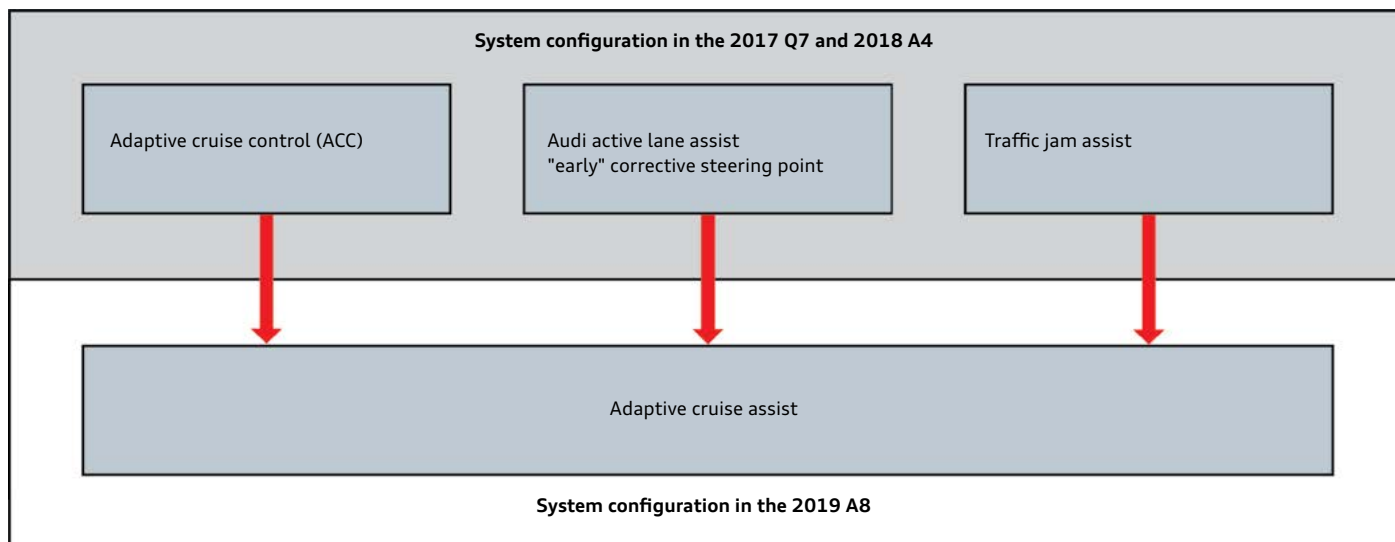 System configuration in the 2017 Q7 and 2018 A4
Adaptive cruise control (ACC)
Audi active lane assist
"early" corrective steering point
Traffic jam assist
Adaptive cruise assist
System configuration in the 2019 A8